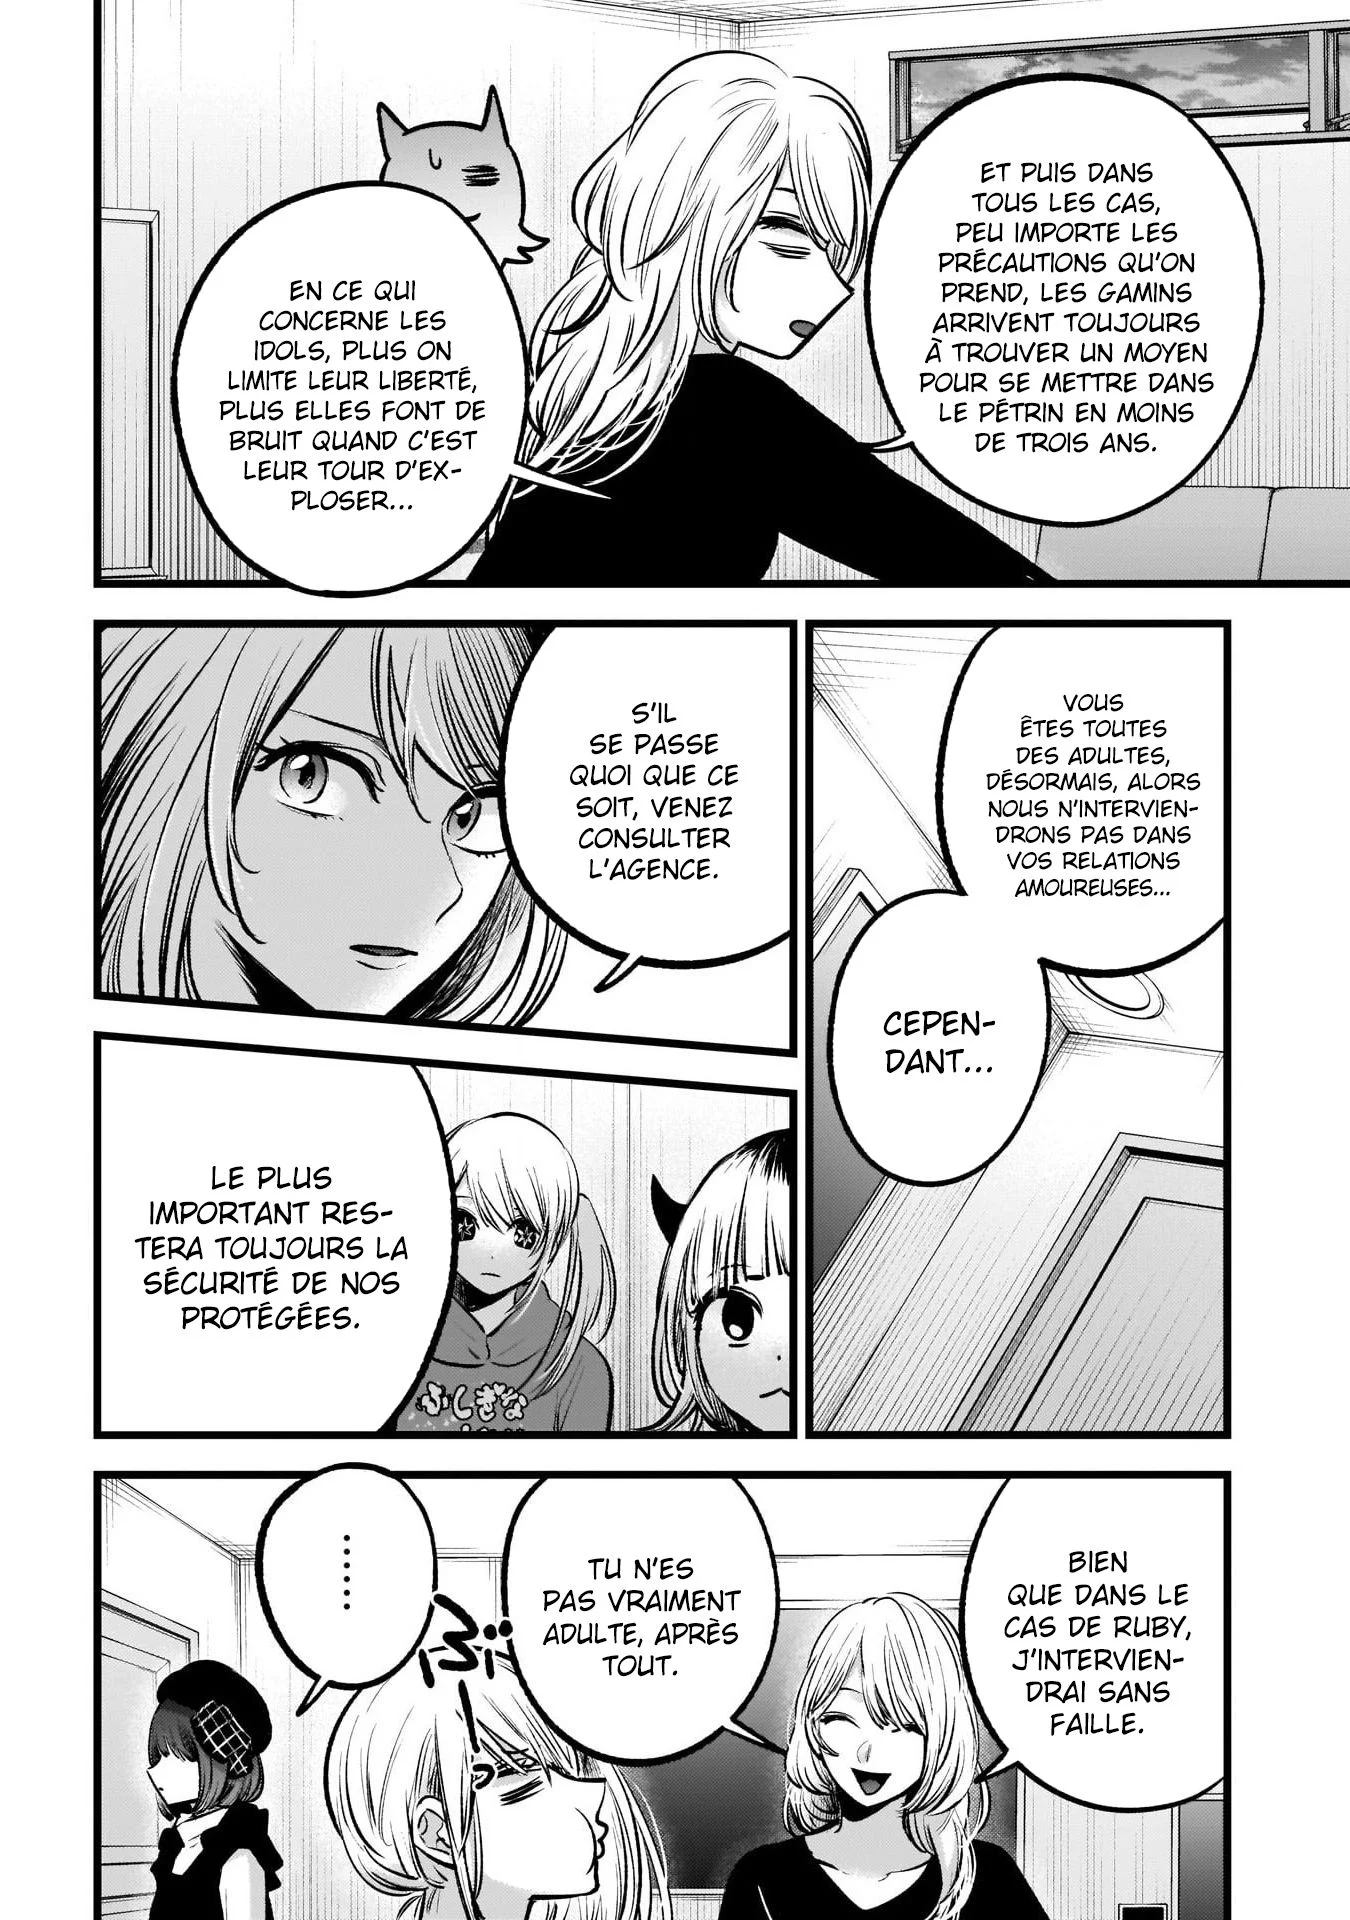 ET PUIS DANS
TOUS LES CAS,
PEU IMPORTE LES
PRÉCAUTIONS QU'ON
PREND, LES GAMINS
ARRIVENT TOUJOURS
À TROUVER UN MOYEN
POUR SE METTRE DANS
LE PÉTRIN EN MOINS
DE TROIS ANS.
EN CE QUI
CONCERNE LES
IDOLS, PLUS ON
LIMITE LEUR LIBERTÉ,
PLUS ELLES FONT DE
BRUIT QUAND C'EST
LEUR TOUR D'EX-
PLOSER...
VOUS
ÊTES TOUTES
DES ADULTES,
DÉSORMAIS, ALORS
NOUS N'INTERVIEN-
DRONS PAS DANS
VOS RELATIONS
AMOUREUSES...
CEPEN-
DANT...
S'IL
SE PASSE
QUOI QUE CE
SOIT, VENEZ
CONSULTER
L'AGENCE.
LE PLUS
IMPORTANT RES-
TERA TOUJOURS LA
SÉCURITÉ DE NOS
PROTÉGÉES.
ふしぎな
BIEN
QUE DANS LE
CAS DE RUBY,
J'INTERVIEN-
DRAI SANS
FAILLE.
TU N'ES
PAS VRAIMENT
ADULTE, APRÈS
TOUT.
ぶーっ
......